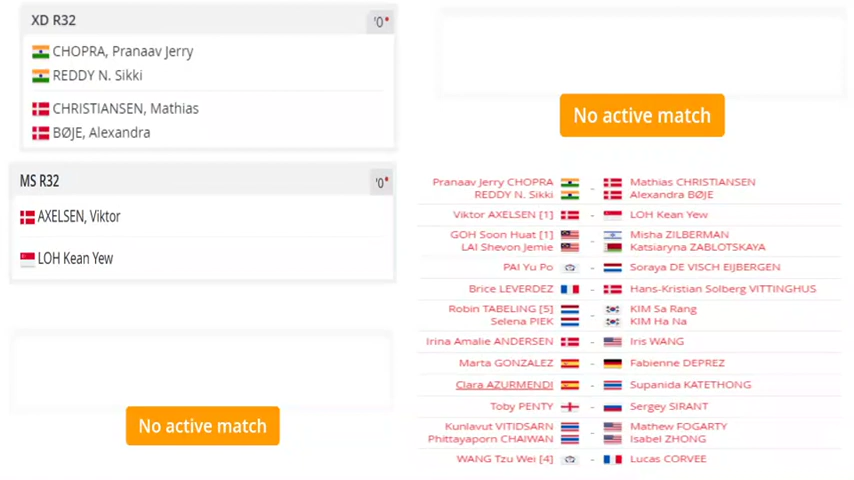 XD R32
'0*
CHOPRA, Pranaav Jerry
REDDY N. Sikki
CHRISTIANSEN, Mathias
BØJE, Alexandra
MS R32
'0*
AXELSEN, Viktor
LOH Kean Yew
No active match
No active match
Pranaav Jerry CHOPRA - Mathias CHRISTIANSEN
REDDY N. Sikki Alexandra BØJE
Viktor AXELSEN [1] - LOH Kean Yew
GOH Soon Huat [1] - Misha ZILBERMAN
LAI Shevon Jemie Katsiaryna ZABLOTSKAYA
PAI Yu Po - Soraya DE VISCH EIJBERGEN
Brice LEVERDEZ - Hans-Kristian Solberg VITTINGHUS
Robin TABELING [5] - KIM Sa Rang
Selena PIEK KIM Ha Na
Irina Amalie ANDERSEN - Iris WANG
Marta GONZALEZ - Fabienne DEPREZ
Clara AZURMENDI - Supanida KATETHONG
Toby PENTY - Sergey SIRANT
Kunlavut VITIDSARN - Mathew FOGARTY
Phittayaporn CHAIWAN Isabel ZHONG
WANG Tzu Wei [4] - Lucas CORVEE